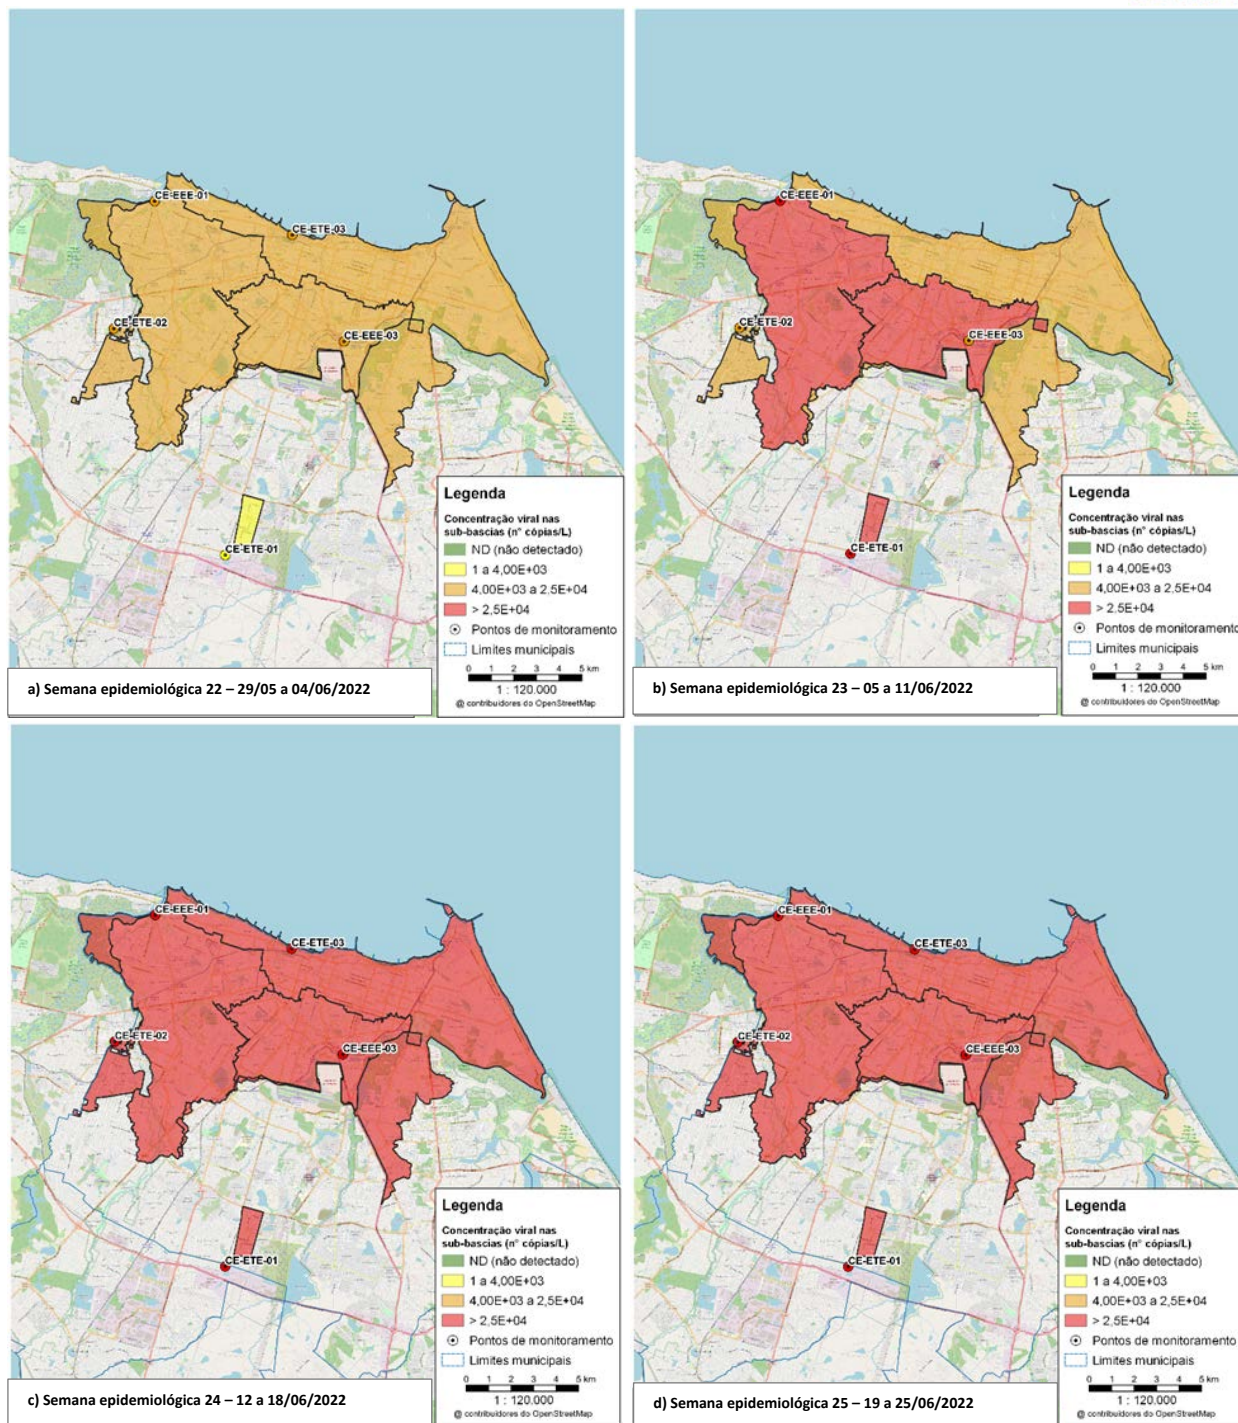 CE-EEE-01
CE-ETE-03
CE-ETE-02
CE-EEE-03
CE-ETE-01
Legenda
Concentração viral nas
sub-bascias (n° cópias/L)
ND (não detectado)
1 a 4,00E+03
4,00E+03 a 2,5E+04
> 2,5E+04
Pontos de monitoramento
Limites municipais
0 1 2 3 4 5 km
1 : 120.000
@ contribuidores do OpenStreetMap
a) Semana epidemiológica 22 – 29/05 a 04/06/2022
CE-EEE-01
CE-ETE-02
CE-EEE-03
CE-ETE-01
Legenda
Concentração viral nas
sub-bascias (n° cópias/L)
ND (não detectado)
1 a 4,00E+03
4,00E+03 a 2,5E+04
> 2,5E+04
Pontos de monitoramento
Limites municipais
0 1 2 3 4 5 km
1 : 120.000
@ contribuidores do OpenStreetMap
b) Semana epidemiológica 23 – 05 a 11/06/2022
CE-EEE-01
CE-ETE-03
CE-ETE-02
CE-EEE-03
CE-ETE-01
Legenda
Concentração viral nas
sub-bascias (n° cópias/L)
ND (não detectado)
1 a 4,00E+03
4,00E+03 a 2,5E+04
> 2,5E+04
Pontos de monitoramento
Limites municipais
0 1 2 3 4 5 km
1 : 120.000
@ contribuidores do OpenStreetMap
c) Semana epidemiológica 24 – 12 a 18/06/2022
CE-EEE-01
CE-ETE-03
CE-ETE-02
CE-EEE-03
CE-ETE-01
Legenda
Concentração viral nas
sub-bascias (n° cópias/L)
ND (não detectado)
1 a 4,00E+03
4,00E+03 a 2,5E+04
> 2,5E+04
Pontos de monitoramento
Limites municipais
0 1 2 3 4 5 km
1 : 120.000
@ contribuidores do OpenStreetMap
d) Semana epidemiológica 25 – 19 a 25/06/2022